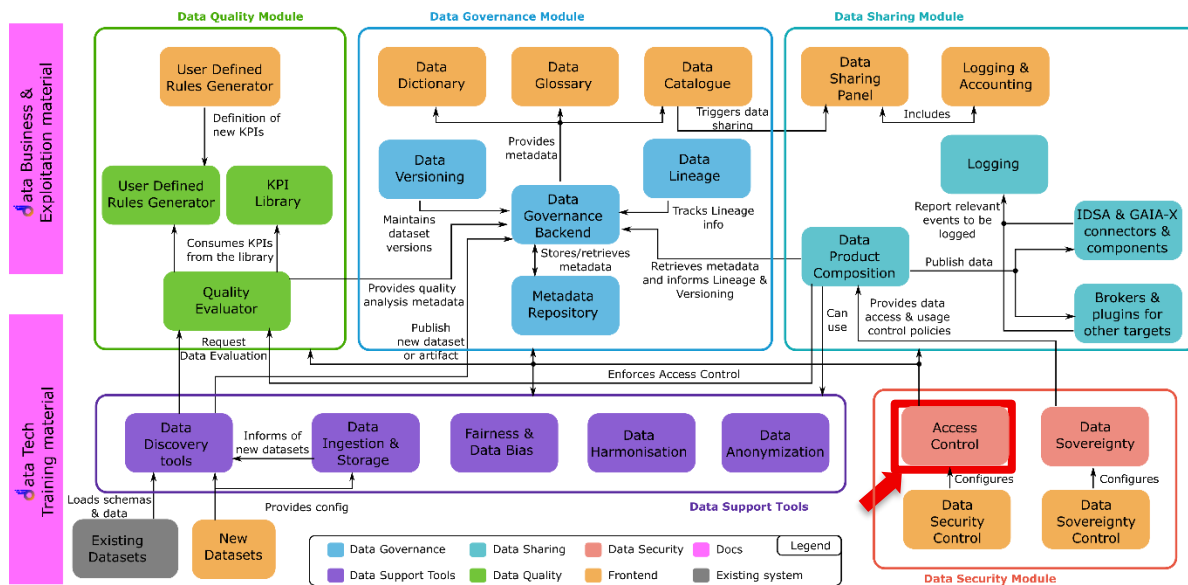 Data Quality Module
Data Governance Module
Data Sharing Module
Data Business &
Exploitation material
User Defined
Rules Generator
Definition of
new KPIs
User Defined
Rules Generator
KPI
Library
Consumes KPIs
from the library
Quality
Evaluator
Data
Dictionary
Data
Glossary
Data
Catalogue
Triggers data
sharing
Provides
metadata
Data
Versioning
Data
Governance
Backend
Data
Lineage
Maintains
dataset
versions
Tracks Lineage
info
Stores/retrieves
metadata
Provides quality
analysis metadata
Retrieves metadata
and informs Lineage &
Versioning
Metadata
Repository
Data
Sharing
Panel
Logging &
Accounting
Includes
Logging
Report relevant
events to be
logged
IDSA & GAIA-X
connectors &
components
Data
Product
Composition
Publish data
Brokers &
plugins for
other targets
Can
use
Provides data
access & usage
control policies
Data Tech
Training material
Request
Data Evaluation
Publish
new dataset
or artifact
Enforces Access Control
Data
Discovery
tools
Informs of
new datasets
Data
Ingestion &
Storage
Fairness &
Data Bias
Data
Harmonisation
Data
Anonymization
Data Support Tools
Loads schemas
& data
Provides config
Existing
Datasets
New
Datasets
Access
Control
Data
Sovereignty
Configures
Configures
Data
Security
Control
Data
Sovereignty
Control
Data Security Module
Legend
Data Governance
Data Sharing
Data Security
Docs
Data Support Tools
Data Quality
Frontend
Existing system